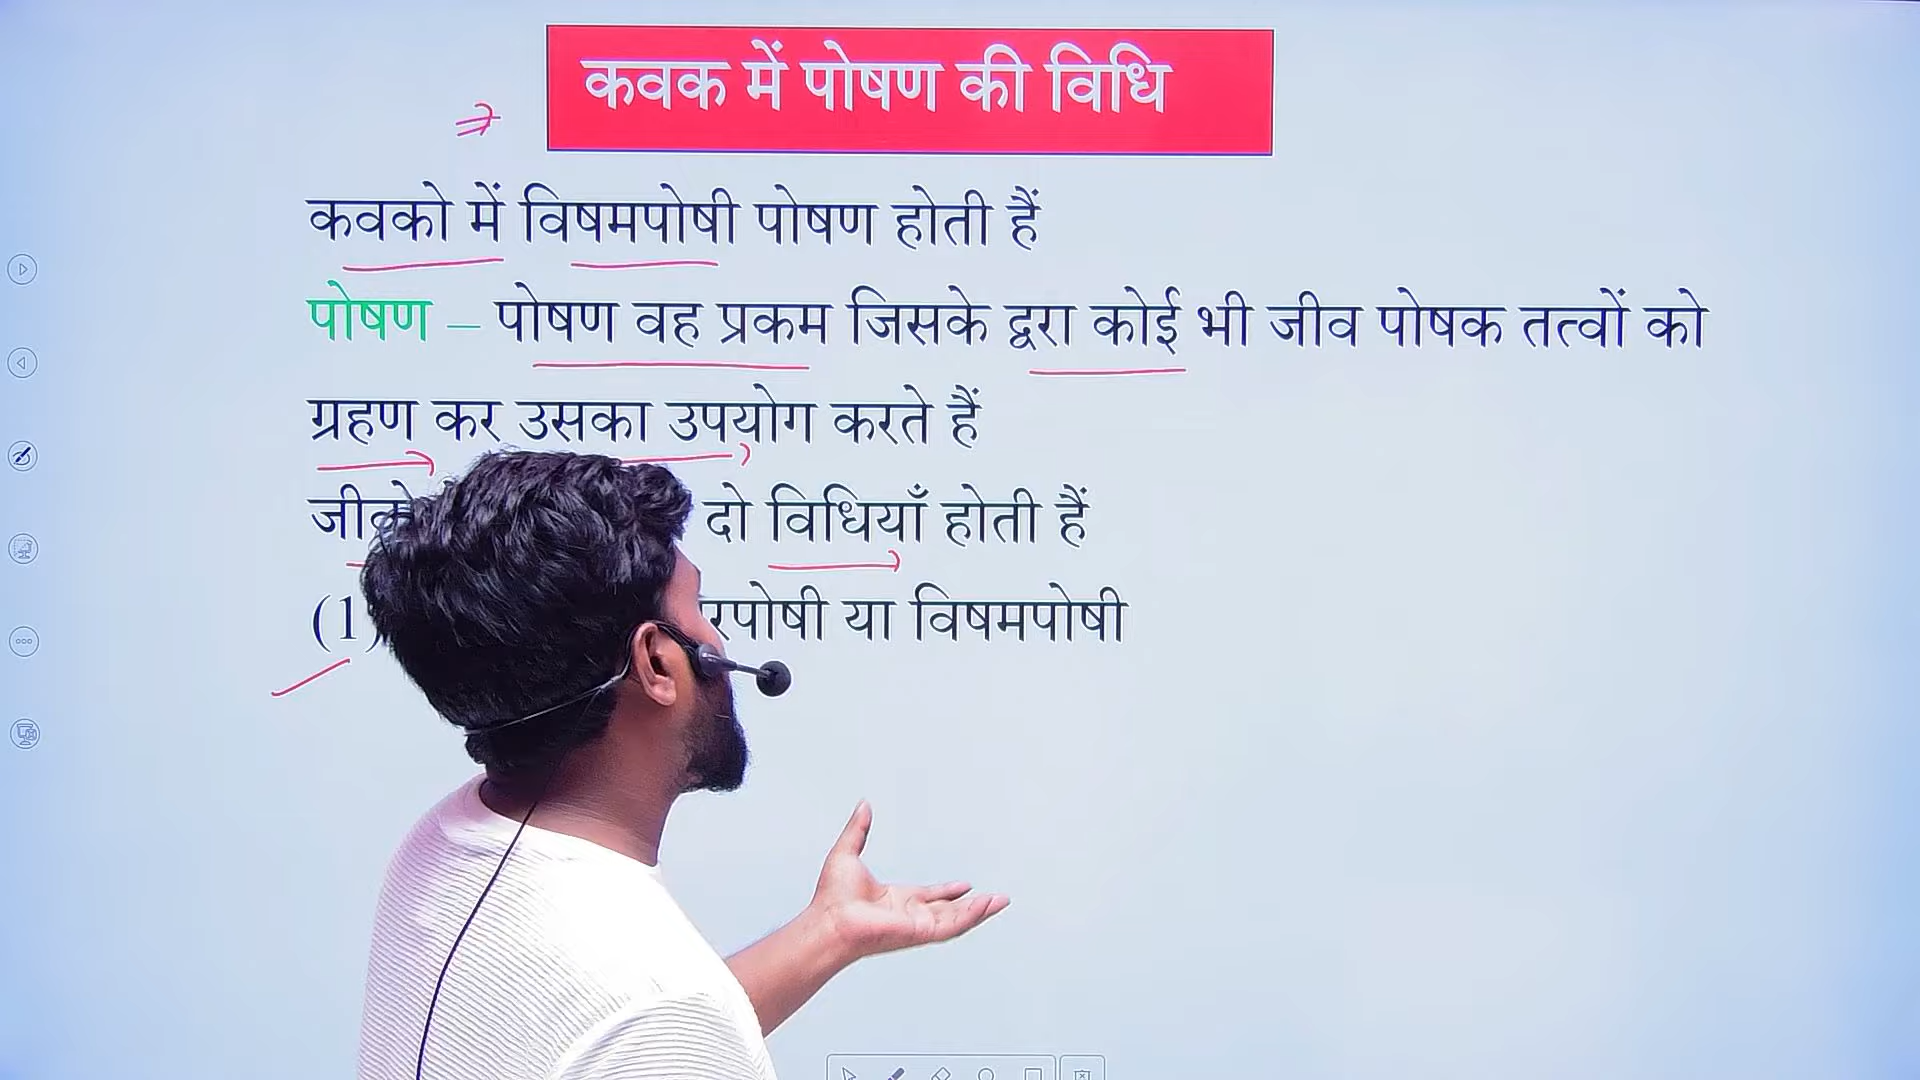 कवक में पोषण की विधि
कवको में विषमपोषी पोषण होती हैं
पोषण – पोषण वह प्रकम जिसके द्वरा कोई भी जीव पोषक तत्वों को
ग्रहण कर उसका उपयोग करते हैं
दो विधियाँ होती हैं
(1) या विषमपोषी